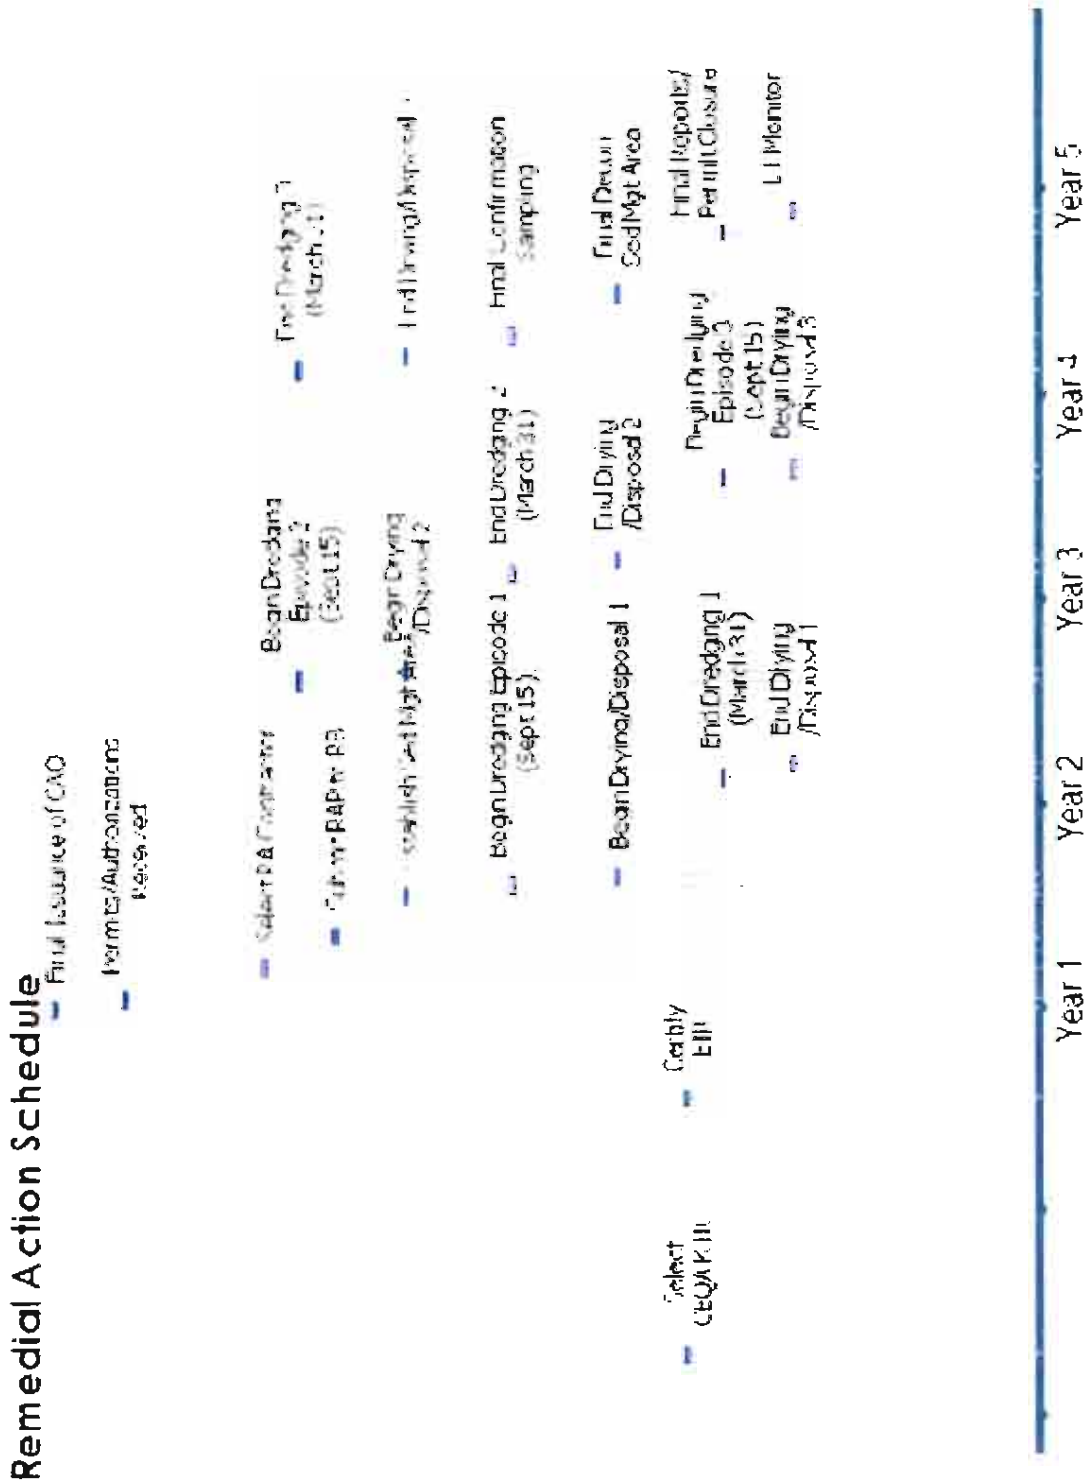 Remedial Action Schedule
Final Issuance of CAO
Permits/Authorizations
Received
Select RA Contractor
Begin Dredging
Episode 2
(Sept 15)
End Dredging
(March 31)
Submit RAP to RB
Begin Drying
/Disposal 2
End Drying/Disposal
Begin Dredging Episode 1
(Sept 15)
End Dredging 2
(March 31)
Final Confirmation
Sampling
Begin Drying/Disposal 1
End Drying
/Disposal 2
Final Decon
Sed Mgt Area
Select
CEQA
Certify
EIR
End Dredging 1
(March 31)
End Drying
/Disposal 1
Begin Dredging
Episode 3
(Sept 15)
Begin Drying
/Disposal 3
Final Reports/
Permit Closure
LT Monitor
Year 1
Year 2
Year 3
Year 4
Year 5